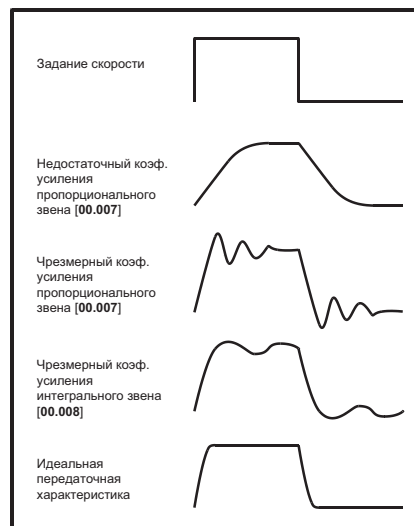 Задание скорости
Недостаточный коэф.
усиления
пропорционального
звена [00.007]
Чрезмерный коэф.
усиления
пропорционального
звена [00.007]
Чрезмерный коэф.
усиления
интегрального звена
[00.008]
Идеальная
передаточная
характеристика